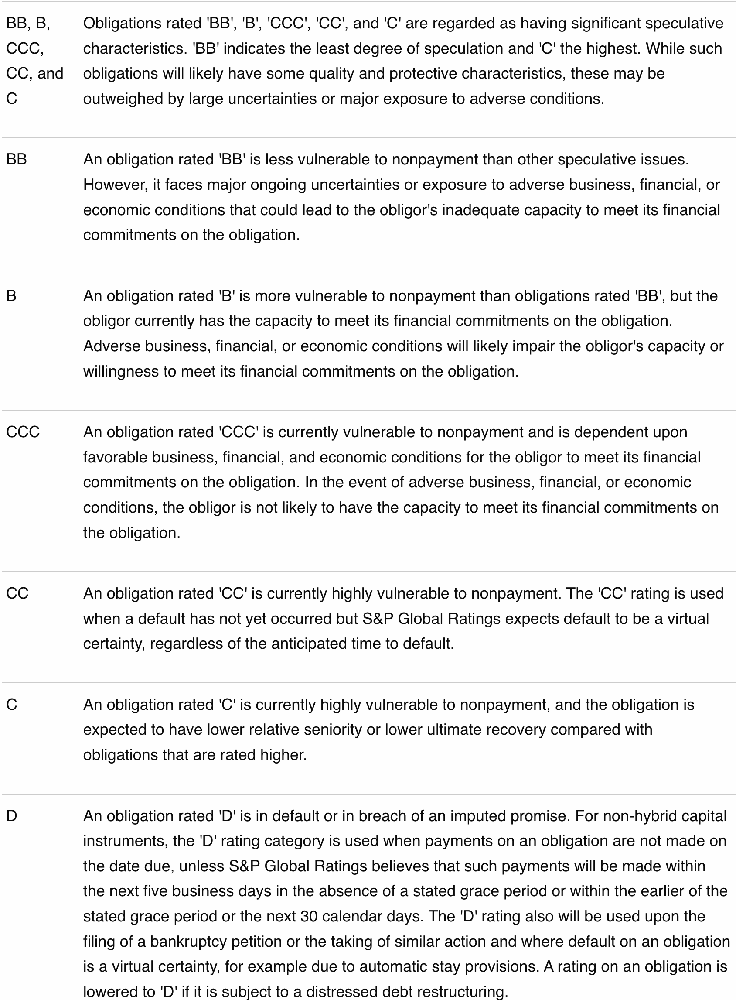 BB, B,
CCC,
CC, and
C
Obligations rated 'BB', 'B', 'CCC', 'CC', and 'C' are regarded as having significant speculative
characteristics. 'BB' indicates the least degree of speculation and 'C' the highest. While such
obligations will likely have some quality and protective characteristics, these may be
outweighed by large uncertainties or major exposure to adverse conditions.
BB
An obligation rated 'BB' is less vulnerable to nonpayment than other speculative issues.
However, it faces major ongoing uncertainties or exposure to adverse business, financial, or
economic conditions that could lead to the obligor's inadequate capacity to meet its financial
commitments on the obligation.
B
An obligation rated 'B' is more vulnerable to nonpayment than obligations rated 'BB', but the
obligor currently has the capacity to meet its financial commitments on the obligation.
Adverse business, financial, or economic conditions will likely impair the obligor's capacity or
willingness to meet its financial commitments on the obligation.
CCC
An obligation rated 'CCC' is currently vulnerable to nonpayment and is dependent upon
favorable business, financial, and economic conditions for the obligor to meet its financial
commitments on the obligation. In the event of adverse business, financial, or economic
conditions, the obligor is not likely to have the capacity to meet its financial commitments on
the obligation.
CC
An obligation rated 'CC' is currently highly vulnerable to nonpayment. The 'CC' rating is used
when a default has not yet occurred but S&P Global Ratings expects default to be a virtual
certainty, regardless of the anticipated time to default.
C
An obligation rated 'C' is currently highly vulnerable to nonpayment, and the obligation is
expected to have lower relative seniority or lower ultimate recovery compared with
obligations that are rated higher.
D
An obligation rated 'D' is in default or in breach of an imputed promise. For non-hybrid capital
instruments, the 'D' rating category is used when payments on an obligation are not made on
the date due, unless S&P Global Ratings believes that such payments will be made within
the next five business days in the absence of a stated grace period or within the earlier of the
stated grace period or the next 30 calendar days. The 'D' rating also will be used upon the
filing of a bankruptcy petition or the taking of similar action and where default on an obligation
is a virtual certainty, for example due to automatic stay provisions. A rating on an obligation is
lowered to 'D' if it is subject to a distressed debt restructuring.